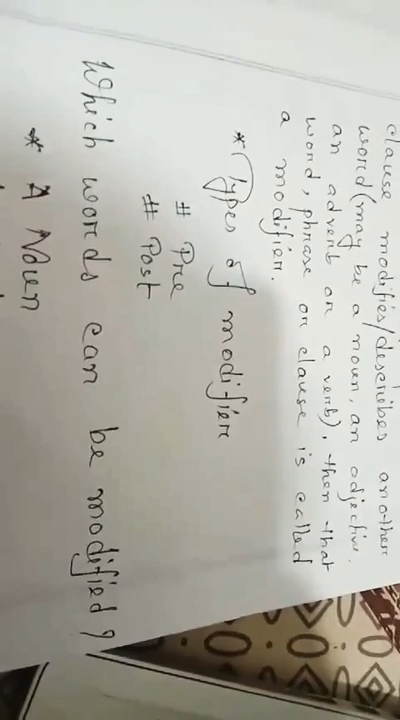 clause modifies/describes another
word (may be a noun, an adjective.
an adverb or a verb), then that
word, phrase or clause is called
a modifier.
* Types of modifier
# Pre
# Post
Which words can be modified?
* A Noun